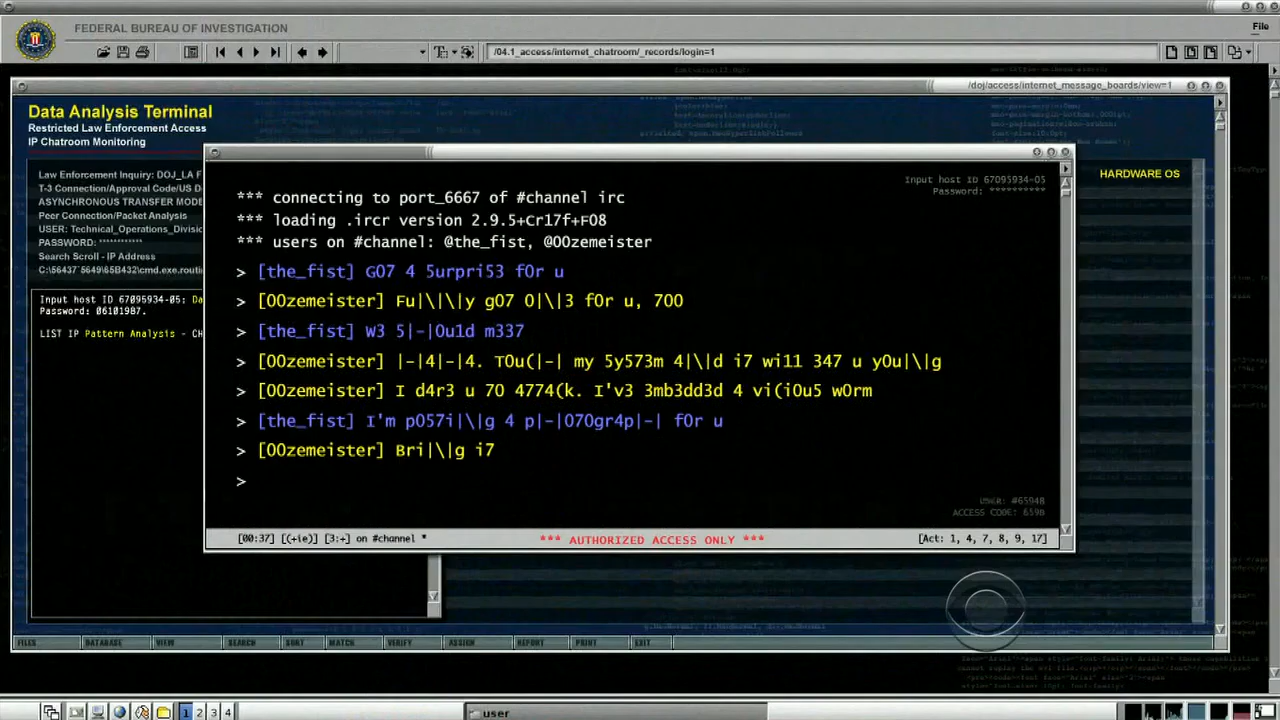 FEDERAL BUREAU OF INVESTIGATION
File
/04.1_access/internet_chatroom/_records/login=1
/doj/access/internet_message_boards/view=1
Data Analysis Terminal
Restricted Law Enforcement Access
IP Chatroom Monitoring
HARDWARE OS
Law Enforcement Inquiry: DOJ_LA F
T-3 Connection/Approval Code/US D
ASYNCHRONOUS TRANSFER MODE
Peer Connection/Packet Analysis
USER: Technical_Operations_Divisio
PASSWORD: ***********
Search Scroll - IP Address
Input host ID 67095934-05: Da
Password: 06101987.
LIST IP Pattern Analysis - CH
Input host ID 67095934-05
Password: **********
*** connecting to port_6667 of #channel irc
*** loading .ircr version 2.9.5+Cr17f+F08
*** users on #channel: @the_fist, @00zemeister
> [the_fist] G07 4 5urpri53 f0r u
> [00zemeister] Fu|\|\|y g07 0|\|3 f0r u, 700
> [the_fist] W3 5|-|0u1d m337
> [00zemeister] |-|4|-|4. T0u(|-| my 5y573m 4|\|d i7 wi11 347 u y0u|\|g
> [00zemeister] I d4r3 u 70 4774(k. I'v3 3mb3dd3d 4 vi(i0u5 w0rm
> [the_fist] I'm p057i|\|g 4 p|-|070gr4p|-| f0r u
> [00zemeister] Bri|\|g i7
>
USER: #65948
ACCESS CODE: 6598
[00:37] [(+ie)] [3:+] on #channel *
*** AUTHORIZED ACCESS ONLY ***
[Act: 1, 4, 7, 8, 9, 17]
FILES DATABASE VIEW SEARCH SORT MATCH VERIFY ASSIGN REPORT PRINT EXIT
1 2 3 4
user